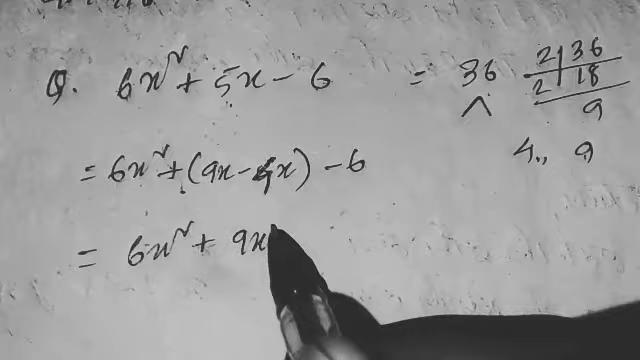 Q. 6x² + 5x - 6 = 36
2 | 36
2 | 18
9
4, 9
= 6x² + (9x - 4x) - 6
= 6x² + 9x